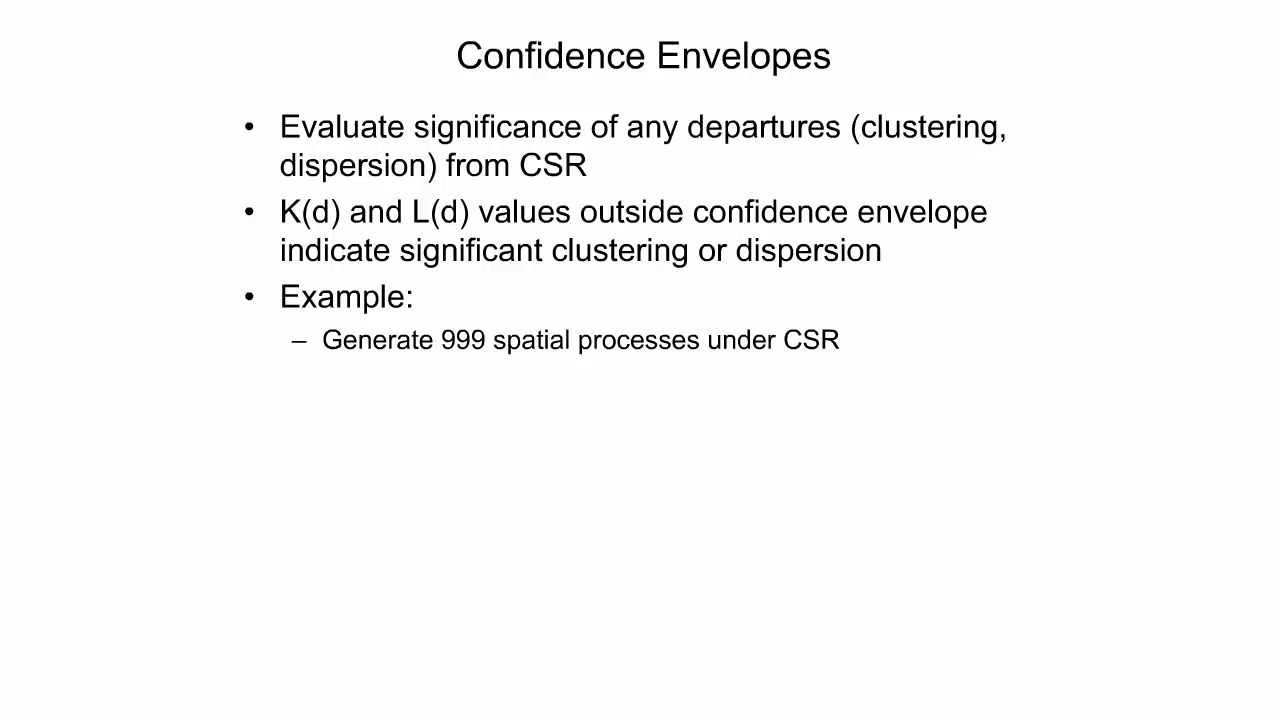 Confidence Envelopes
• Evaluate significance of any departures (clustering,
dispersion) from CSR
• K(d) and L(d) values outside confidence envelope
indicate significant clustering or dispersion
• Example:
– Generate 999 spatial processes under CSR